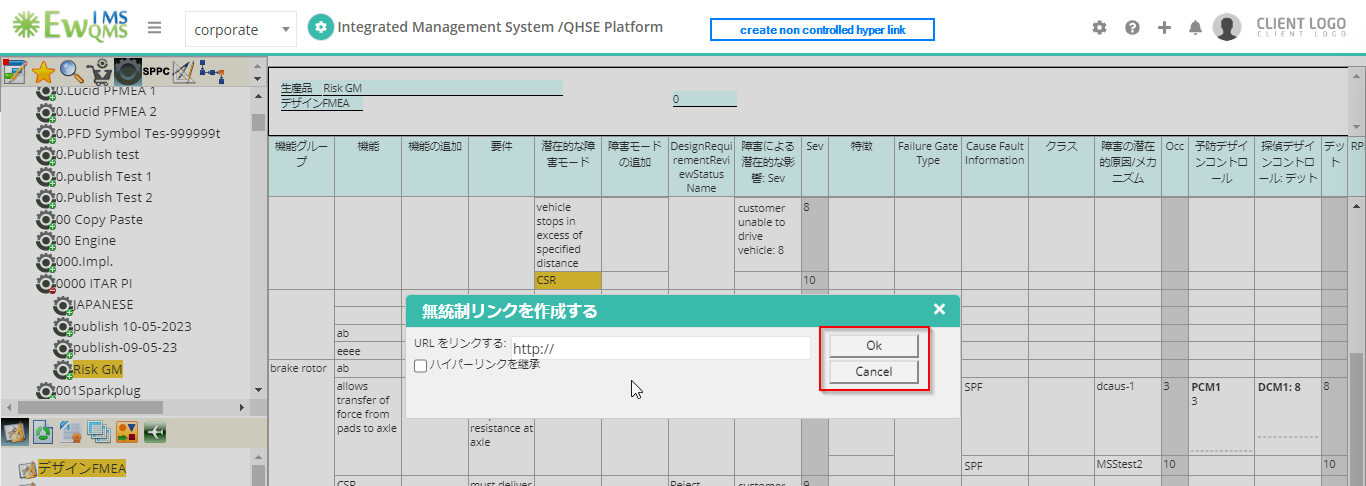 EwQMS IMS
corporate
Integrated Management System /QHSE Platform
create non controlled hyper link
CLIENT LOGO
CLIENT LOGO
SPPC
0.Lucid PFMEA 1
0.Lucid PFMEA 2
0.PFD Symbol Tes-999999t
0.Publish test
0.publish Test 1
0.Publish Test 2
00 Copy Paste
00 Engine
000.Impl.
0000 ITAR PI
JAPANESE
publish 10-05-2023
publish-09-05-23
Risk GM
001Sparkplug
デザインFMEA
生産品 Risk GM
デザインFMEA
0
機能グループ
機能
機能の追加
要件
潜在的な障害モード
障害モードの追加
DesignRequirementReviewStatusName
障害による潜在的な影響: Sev
Sev
特徴
Failure Gate Type
Cause Fault Information
クラス
障害の潜在的原因/メカニズム
Occ
予防デザインコントロール
探偵デザインコントロール: デット
デット
RP
vehicle
stops in
excess of
specified
distance
customer
unable to
drive
vehicle: 8
8
CSR
10
ab
eeee
brake rotor
ab
allows
transfer of
force from
pads to axle
resistance at
axle
SPF
dcaus-1
3
PCM1
3
DCM1: 8
8
SPF
MSStest2
10
10
CSR
must deliver
Reject
customer
9
無統制リンクを作成する
×
URL をリンクする:
http://
ハイパーリンクを継承
Ok
Cancel